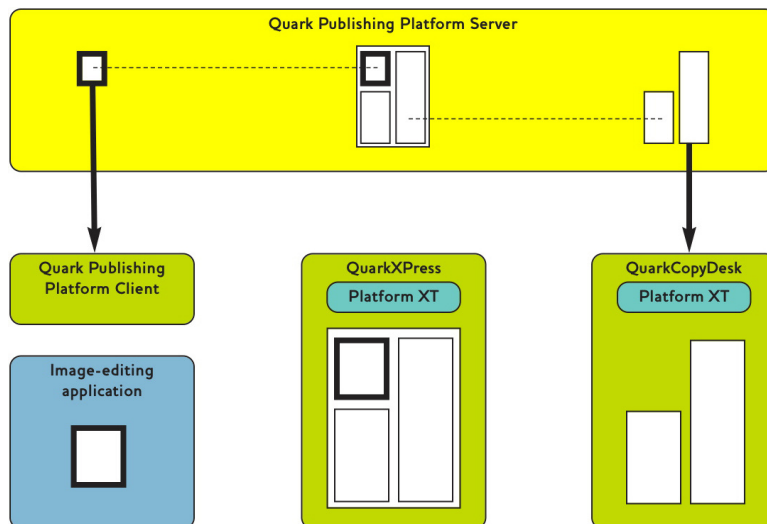 Quark Publishing Platform Server
Quark Publishing
Platform Client
QuarkXPress
Platform XT
QuarkCopyDesk
Platform XT
Image-editing
application